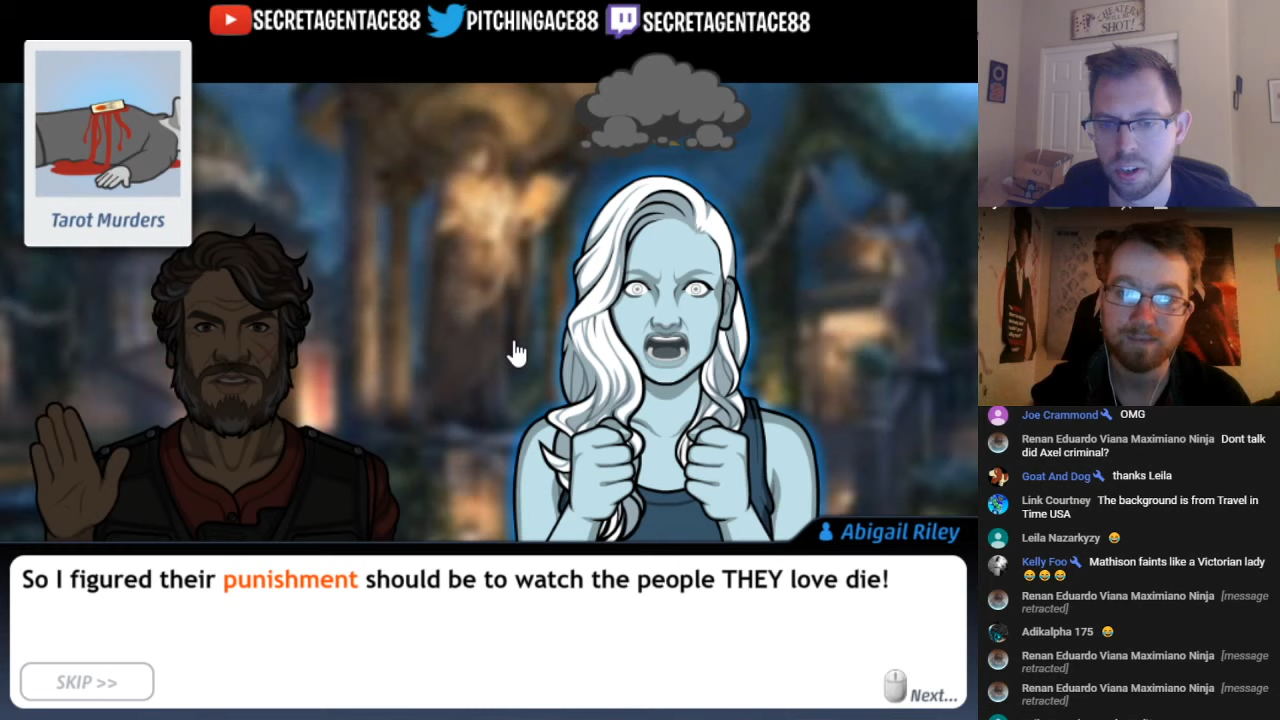 SECRETAGENTACE88 PITCHINGACE88 SECRETAGENTACE88
CHEATERS
SHOT!
Tarot Murders
Abigail Riley
So I figured their punishment should be to watch the people THEY love die!
SKIP >>
Next...
Joe Crammond OMG
Renan Eduardo Viana Maximiano Ninja Dont talk
did Axel criminal?
Goat And Dog thanks Leila
Link Courtney The background is from Travel in
Time USA
Leila Nazarkyzy 😂
Kelly Foo Mathison faints like a Victorian lady
😂😂😂
Renan Eduardo Viana Maximiano Ninja [message
retracted]
Adikalpha 175 😂
Renan Eduardo Viana Maximiano Ninja [message
retracted]
Renan Eduardo Viana Maximiano Ninja [message
retracted]